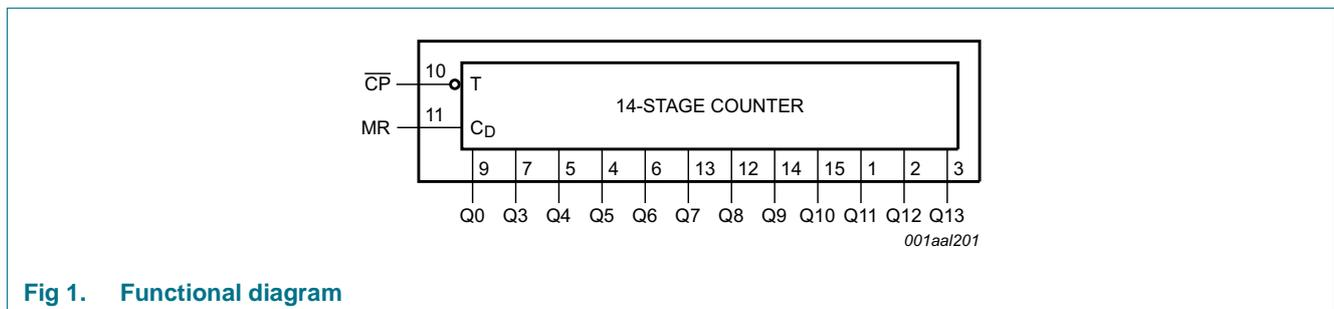 10
C̅P̅ T
14-STAGE COUNTER
11
MR CD
9 7 5 4 6 13 12 14 15 1 2 3
Q0 Q3 Q4 Q5 Q6 Q7 Q8 Q9 Q10 Q11 Q12 Q13
001aal201
Fig 1. Functional diagram